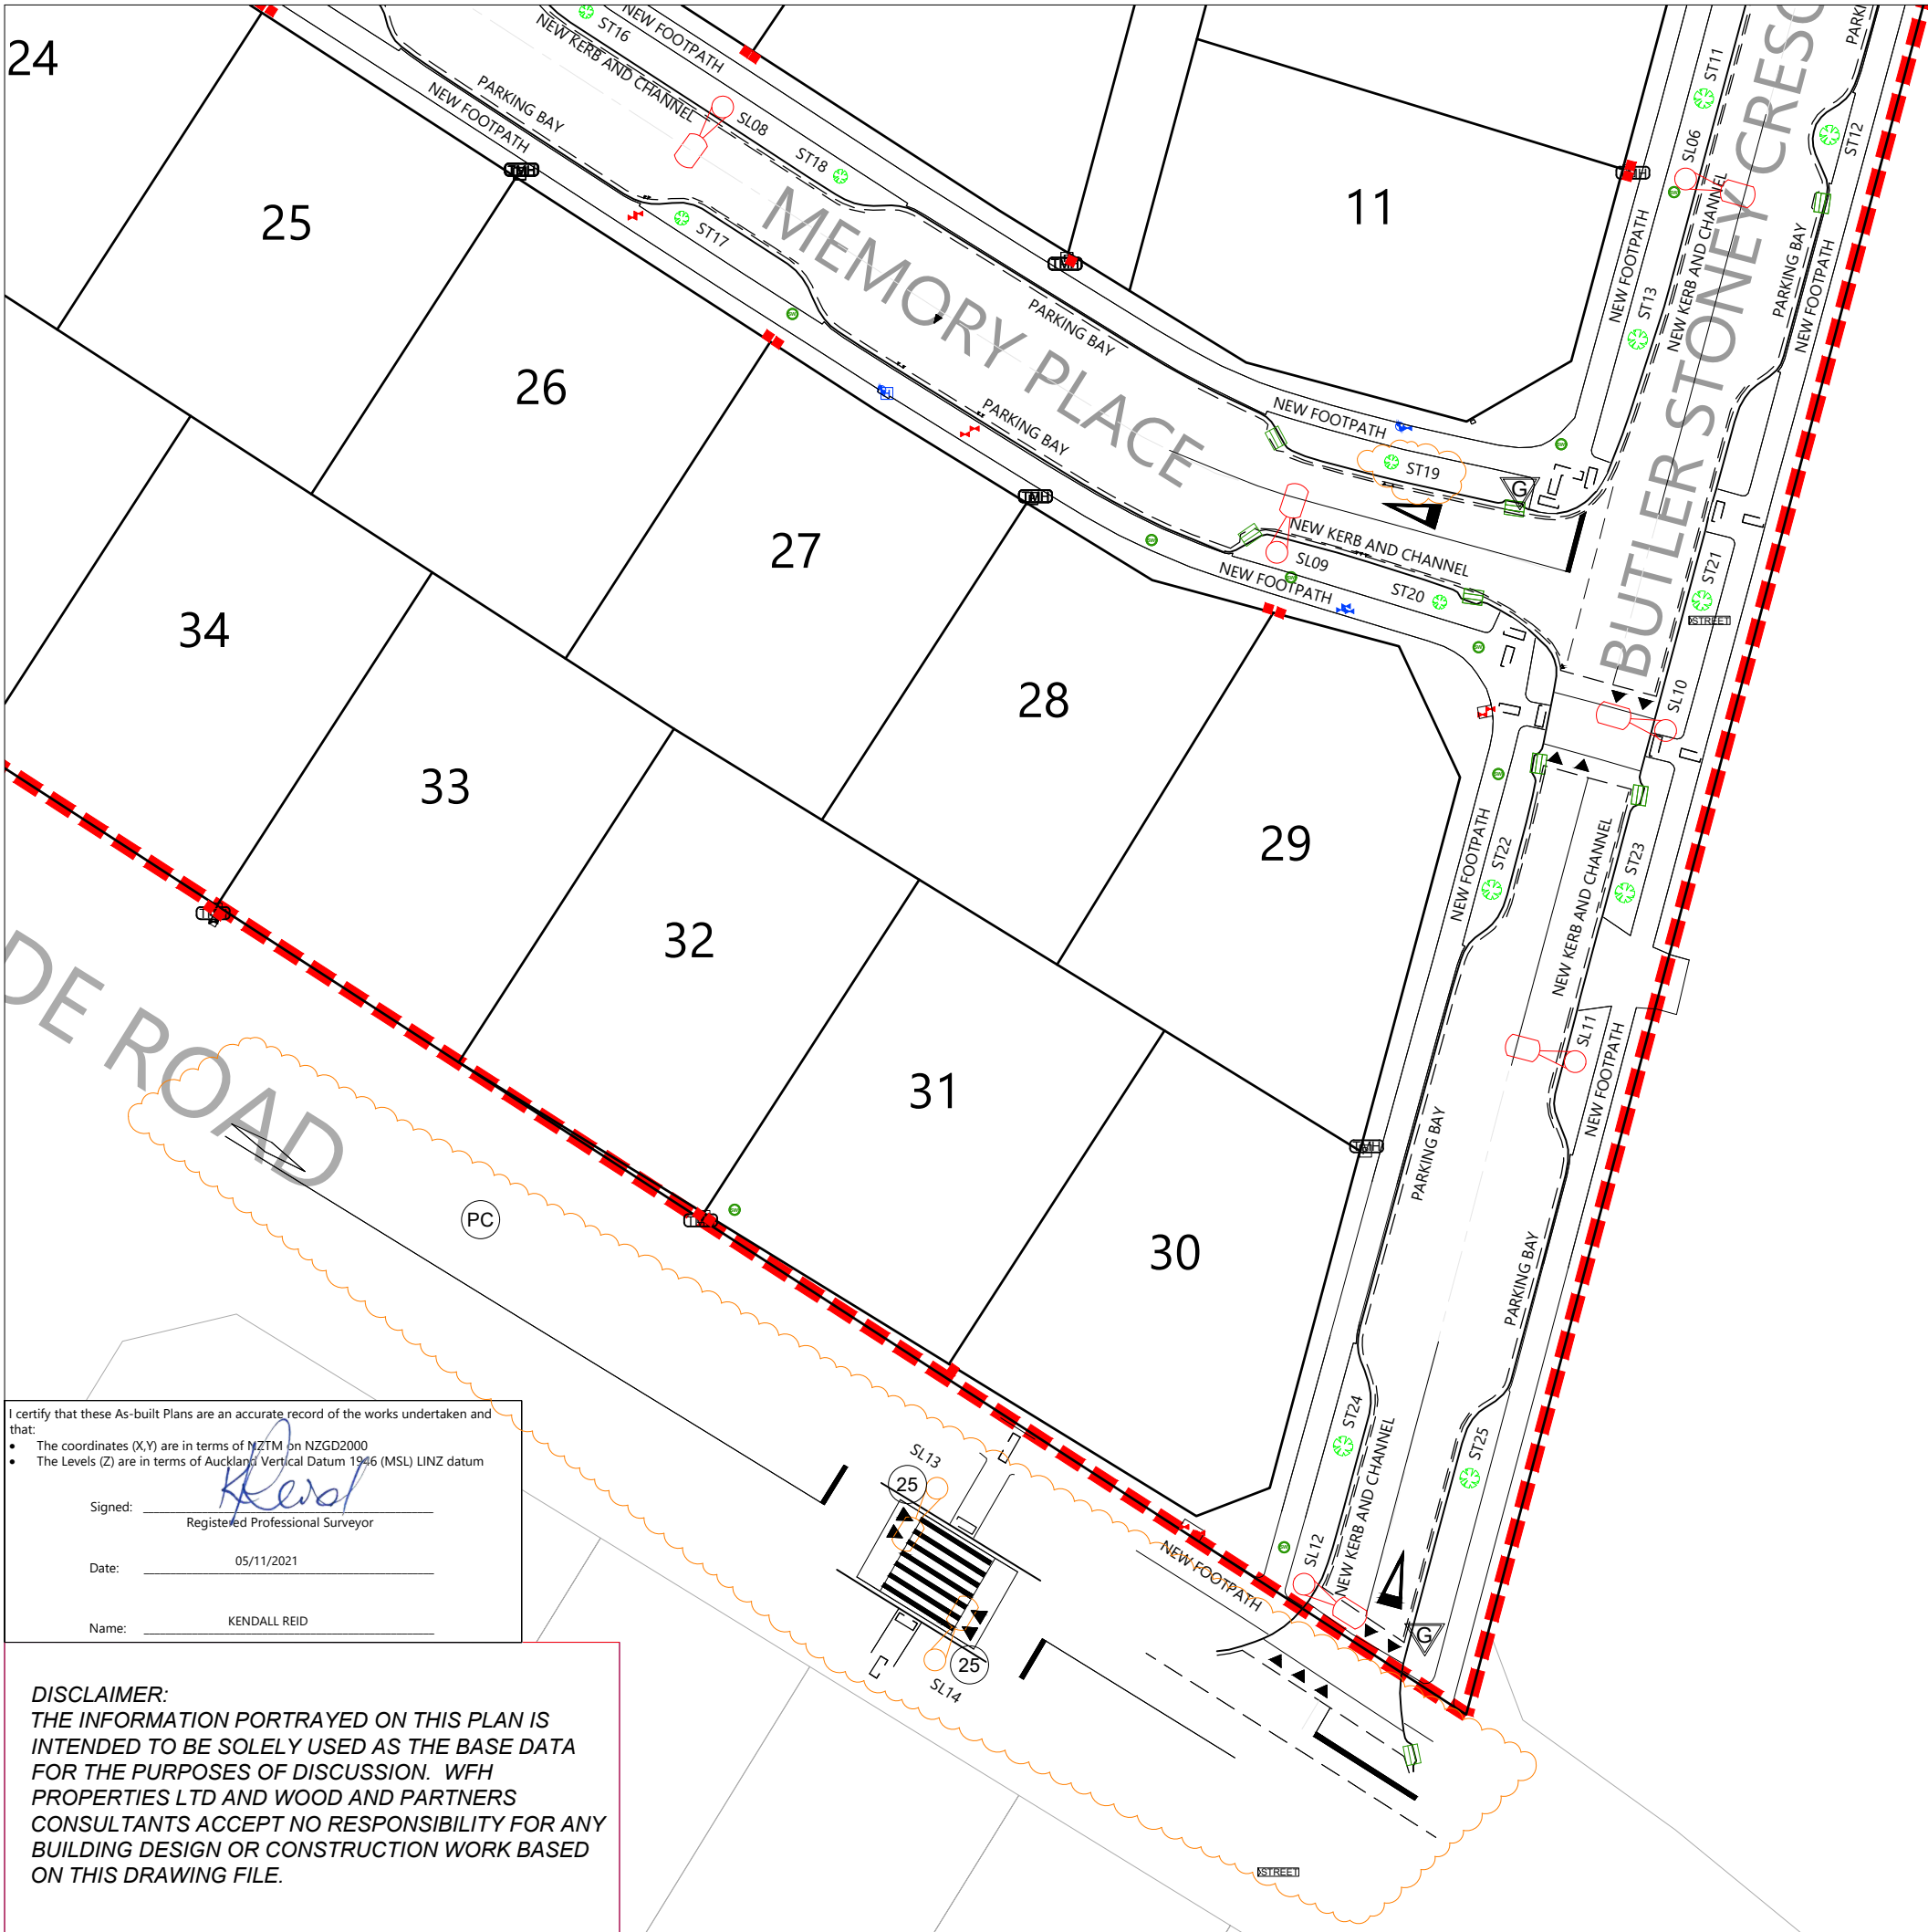 24
ST16
NEW FOOTPATH
NEW KERB AND CHANNEL
PARKING BAY
NEW FOOTPATH
SL08
ST18
ST17
25
MEMORY PLACE
PARKING BAY
11
ST11
SL06
ST12
PARKI
BUTLER STONEY CRESC
NEW FOOTPATH
ST13
NEW KERB AND CHANNEL
PARKING BAY
NEW FOOTPATH
26
PARKING BAY
NEW FOOTPATH
ST19
G
NEW KERB AND CHANNEL
SL09
NEW FOOTPATH
ST20
ST21
STREET
27
34
28
SL10
33
29
NEW FOOTPATH
ST22
NEW KERB AND CHANNEL
ST23
32
DE ROAD
31
SL11
NEW FOOTPATH
PARKING BAY
PC
30
PARKING BAY
ST24
NEW KERB AND CHANNEL
ST25
SL13
25
SL12
NEW FOOTPATH
G
25
SL14
STREET
I certify that these As-built Plans are an accurate record of the works undertaken and
that:
• The coordinates (X,Y) are in terms of NZTM on NZGD2000
• The Levels (Z) are in terms of Auckland Vertical Datum 1946 (MSL) LINZ datum
Signed: KReid
Registered Professional Surveyor
Date: 05/11/2021
Name: KENDALL REID
DISCLAIMER:
THE INFORMATION PORTRAYED ON THIS PLAN IS
INTENDED TO BE SOLELY USED AS THE BASE DATA
FOR THE PURPOSES OF DISCUSSION. WFH
PROPERTIES LTD AND WOOD AND PARTNERS
CONSULTANTS ACCEPT NO RESPONSIBILITY FOR ANY
BUILDING DESIGN OR CONSTRUCTION WORK BASED
ON THIS DRAWING FILE.